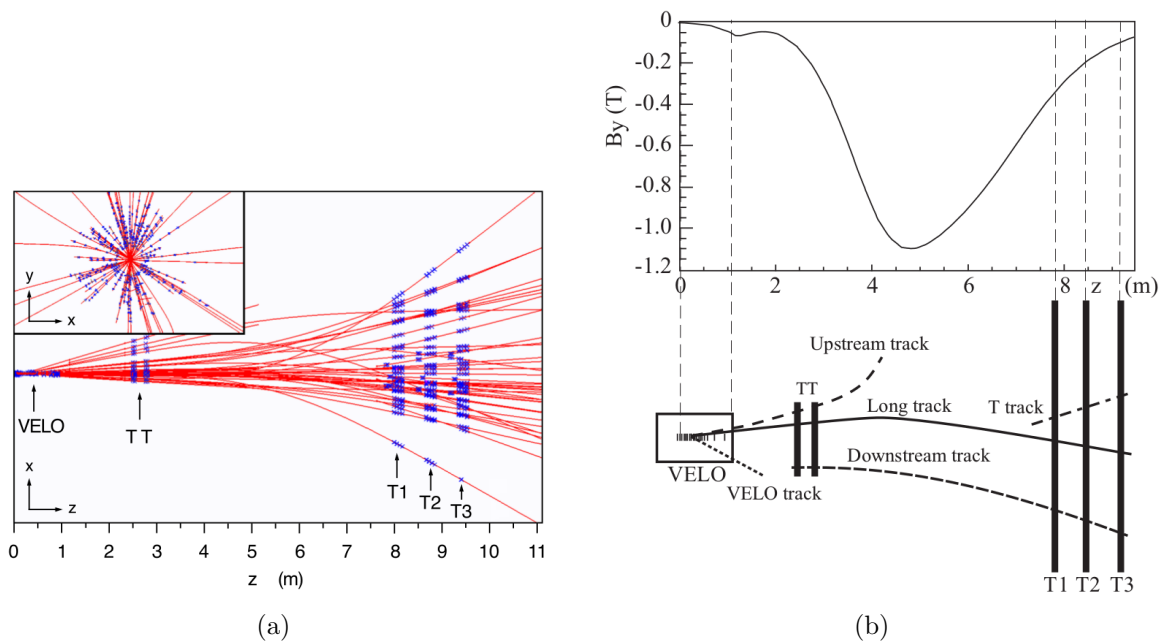 y
x
VELO
T T
x
z
T1
T2
T3
0 1 2 3 4 5 6 7 8 9 10 11
z (m)
(a)
By (T)
0
-0.2
-0.4
-0.6
-0.8
-1.0
-1.2
0 2 4 6 8 z (m)
Upstream track
TT
Long track
T track
VELO
Downstream track
VELO track
T1 T2 T3
(b)